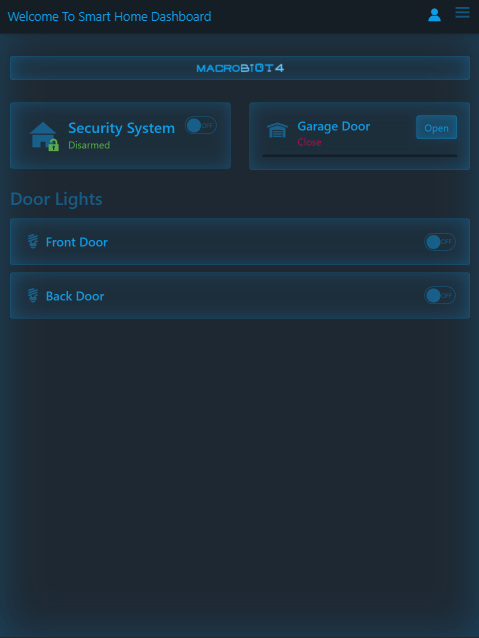 Welcome To Smart Home Dashboard
MACROBIOT4
Security System
OFF
Disarmed
Garage Door
Close
Open
Door Lights
Front Door
OFF
Back Door
OFF